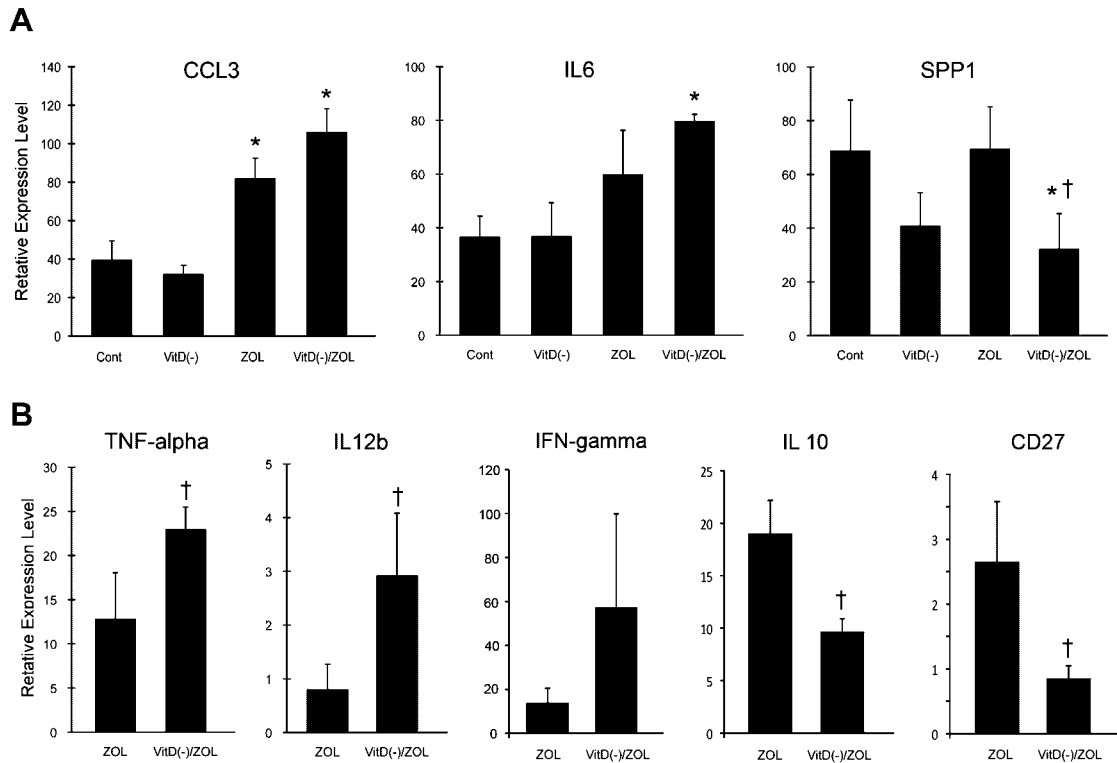 A
CCL3
Retative Expression Level
140
120
100
80
60
40
20
0
*
*
Cont VitD(-) ZOL VitD(-)/ZOL
IL6
100
80
60
40
20
0
*
Cont VitD(-) ZOL VitD(-)/ZOL
SPP1
100
80
60
40
20
0
* †
Cont VitD(-) ZOL VitD(-)/ZOL
B
TNF-alpha
Retative Expression Level
30
25
20
15
10
5
0
†
ZOL VitD(-)/ZOL
IL12b
5
4
3
2
1
0
†
ZOL VitD(-)/ZOL
IFN-gamma
120
100
80
60
40
20
0
ZOL VitD(-)/ZOL
IL 10
25
20
15
10
5
0
†
ZOL VitD(-)/ZOL
CD27
4
3
2
1
0
†
ZOL VitD(-)/ZOL